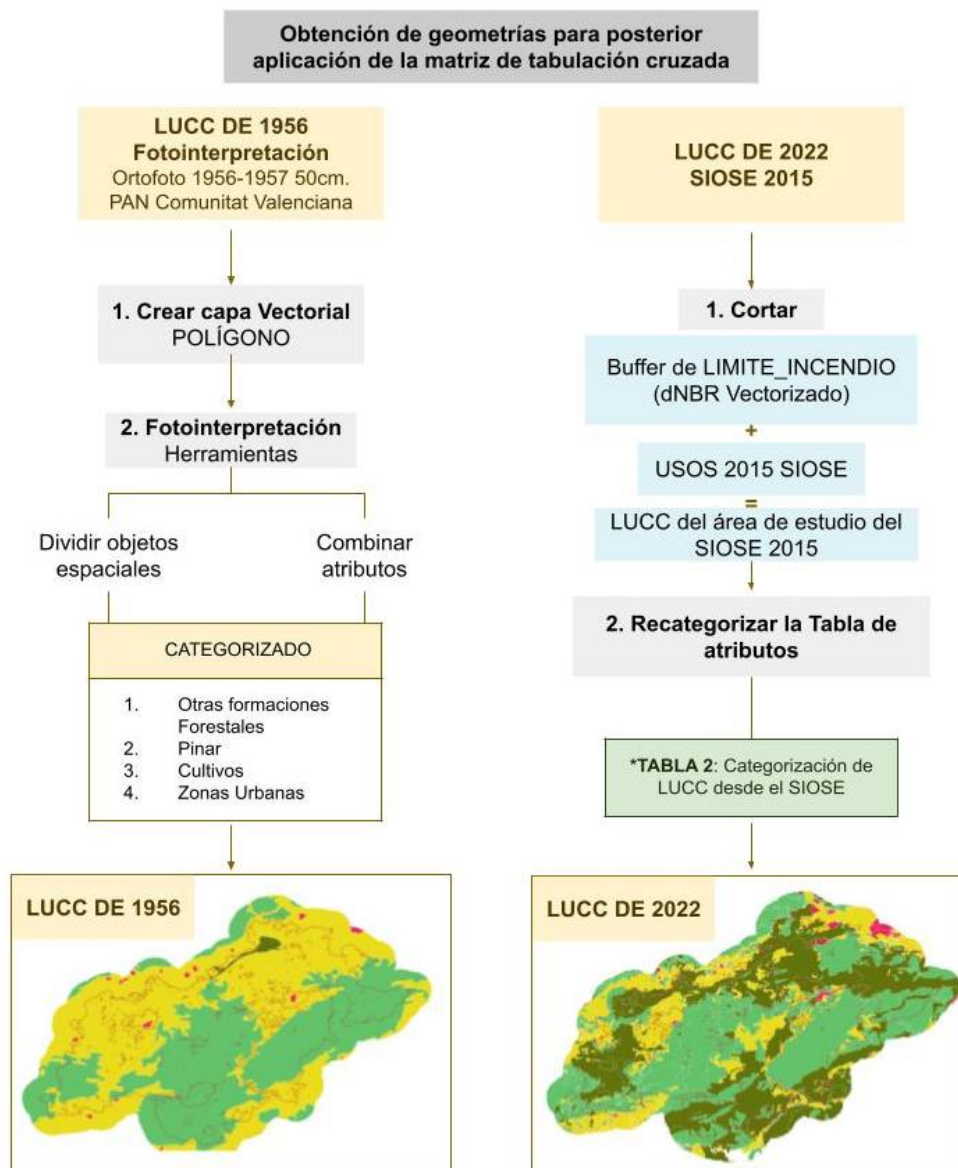 Obtención de geometrías para posterior
aplicación de la matriz de tabulación cruzada
LUCC DE 1956
Fotointerpretación
Ortofoto 1956-1957 50cm.
PAN Comunitat Valenciana
1. Crear capa Vectorial
POLÍGONO
2. Fotointerpretación
Herramientas
Dividir objetos
espaciales
Combinar
atributos
CATEGORIZADO
1. Otras formaciones
Forestales
2. Pinar
3. Cultivos
4. Zonas Urbanas
LUCC DE 1956
LUCC DE 2022
SIOSE 2015
1. Cortar
Buffer de LIMITE_INCENDIO
(dNBR Vectorizado)
+
USOS 2015 SIOSE
=
LUCC del área de estudio del
SIOSE 2015
2. Recategorizar la Tabla de
atributos
*TABLA 2: Categorización de
LUCC desde el SIOSE
LUCC DE 2022